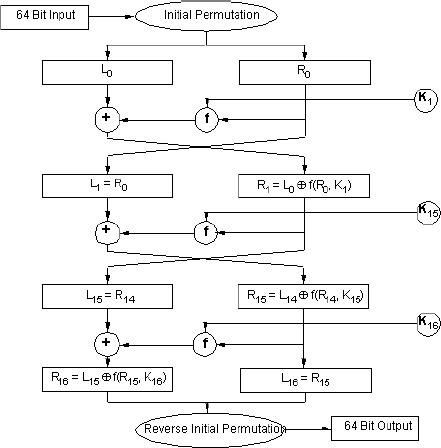 64 Bit Input
Initial Permutation
L0
R0
K1
+
f
L1 = R0
R1 = L0 ⊕ f(R0, K1)
K15
+
f
L15 = R14
R15 = L14 ⊕ f(R14, K15)
K16
+
f
R16 = L15 ⊕ f(R15, K16)
L16 = R15
Reverse Initial Permutation
64 Bit Output